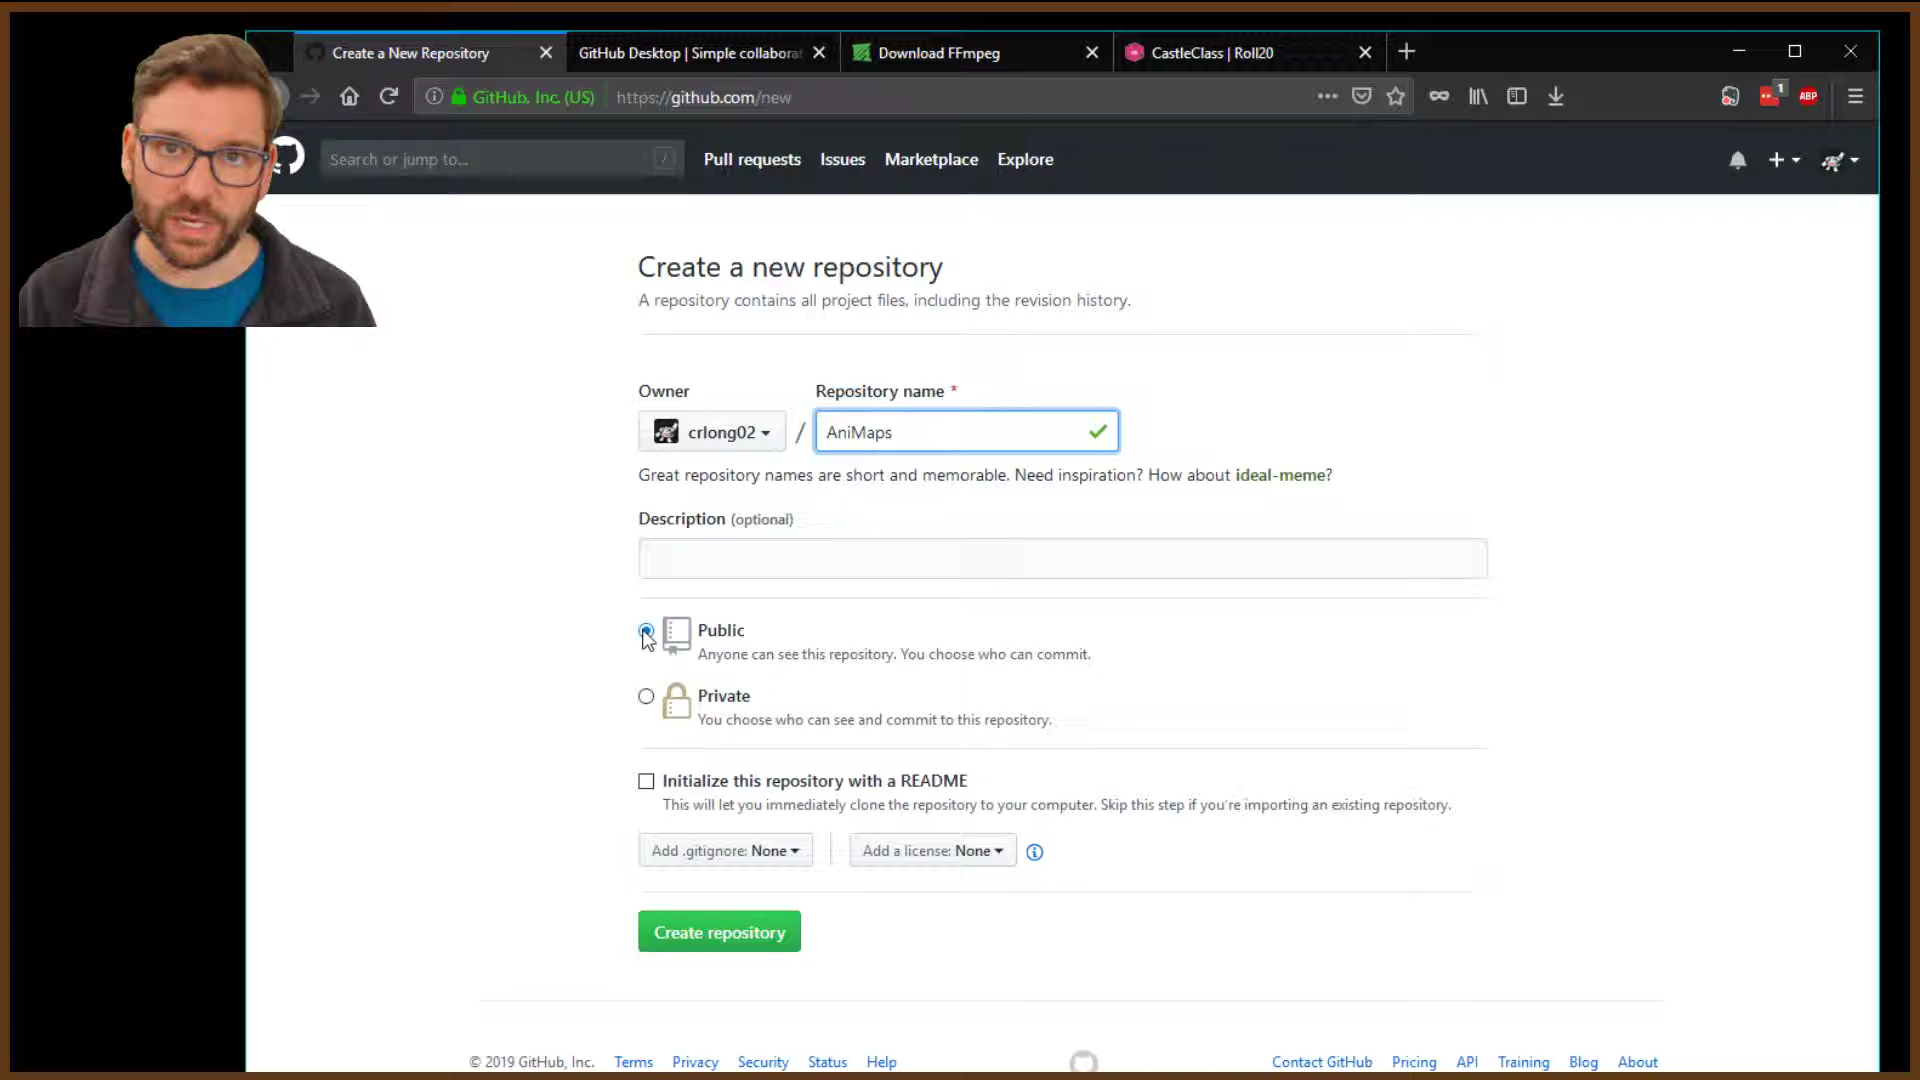 Create a New Repository
GitHub Desktop | Simple collaborat
Download FFmpeg
CastleClass | Roll20
GitHub, Inc. (US)
https://github.com/new
1
ABP
Search or jump to...
/
Pull requests
Issues
Marketplace
Explore
Create a new repository
A repository contains all project files, including the revision history.
Owner
Repository name *
crlong02
/
AniMaps
Great repository names are short and memorable. Need inspiration? How about ideal-meme?
Description (optional)
Public
Anyone can see this repository. You choose who can commit.
Private
You choose who can see and commit to this repository.
Initialize this repository with a README
This will let you immediately clone the repository to your computer. Skip this step if you're importing an existing repository.
Add .gitignore: None
Add a license: None
Create repository
© 2019 GitHub, Inc.
Terms
Privacy
Security
Status
Help
Contact GitHub
Pricing
API
Training
Blog
About